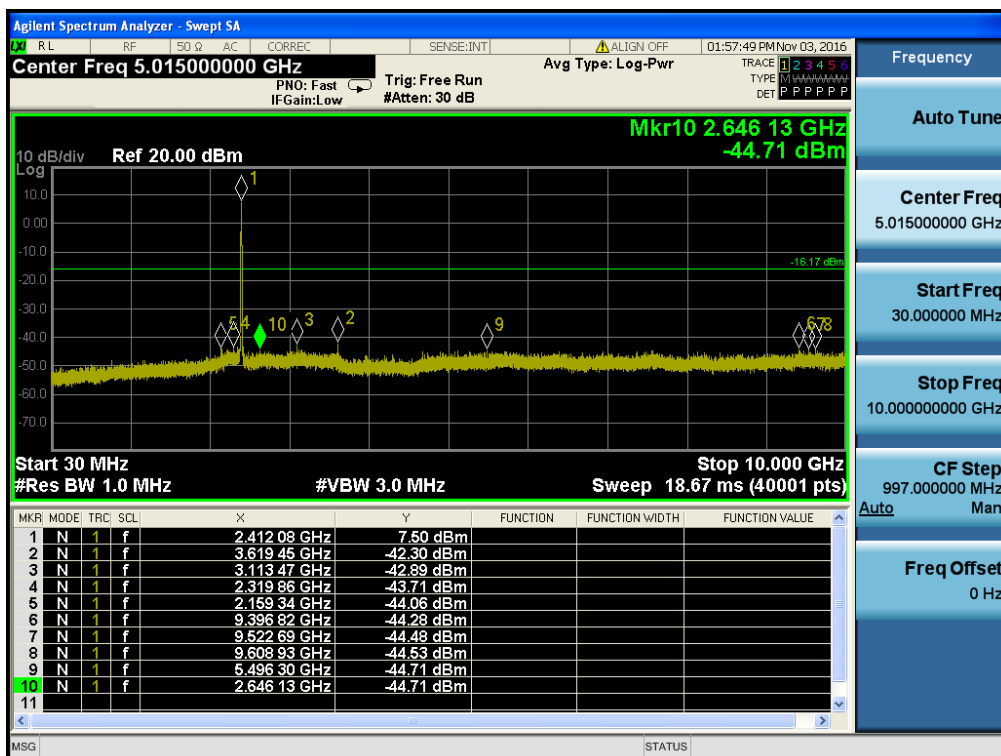 Agilent Spectrum Analyzer - Swept SA
LXI RL RF 50 Ω AC CORREC SENSE:INT ALIGN OFF 01:57:49 PM Nov 03, 2016
Center Freq 5.015000000 GHz
PNO: Fast
IFGain:Low
Trig: Free Run
#Atten: 30 dB
Avg Type: Log-Pwr
TRACE 1 2 3 4 5 6
TYPE M
DET P P P P P P
Mkr10 2.646 13 GHz
-44.71 dBm
10 dB/div Ref 20.00 dBm
Log
10.0
0.00
-10.0
-20.0
-30.0
-40.0
-50.0
-60.0
-70.0
1
-16.17 dBm
5 4 10 3 2 9 6 7 8
Start 30 MHz Stop 10.000 GHz
#Res BW 1.0 MHz #VBW 3.0 MHz Sweep 18.67 ms (40001 pts)
MKR MODE TRC SCL X Y FUNCTION FUNCTION WIDTH FUNCTION VALUE
1 N 1 f 2.412 08 GHz 7.50 dBm
2 N 1 f 3.619 45 GHz -42.30 dBm
3 N 1 f 3.113 47 GHz -42.89 dBm
4 N 1 f 2.319 86 GHz -43.71 dBm
5 N 1 f 2.159 34 GHz -44.06 dBm
6 N 1 f 9.396 82 GHz -44.28 dBm
7 N 1 f 9.522 69 GHz -44.48 dBm
8 N 1 f 9.608 93 GHz -44.53 dBm
9 N 1 f 5.496 30 GHz -44.71 dBm
10 N 1 f 2.646 13 GHz -44.71 dBm
11
MSG STATUS
Frequency
Auto Tune
Center Freq
5.015000000 GHz
Start Freq
30.000000 MHz
Stop Freq
10.000000000 GHz
CF Step
997.000000 MHz
Auto Man
Freq Offset
0 Hz